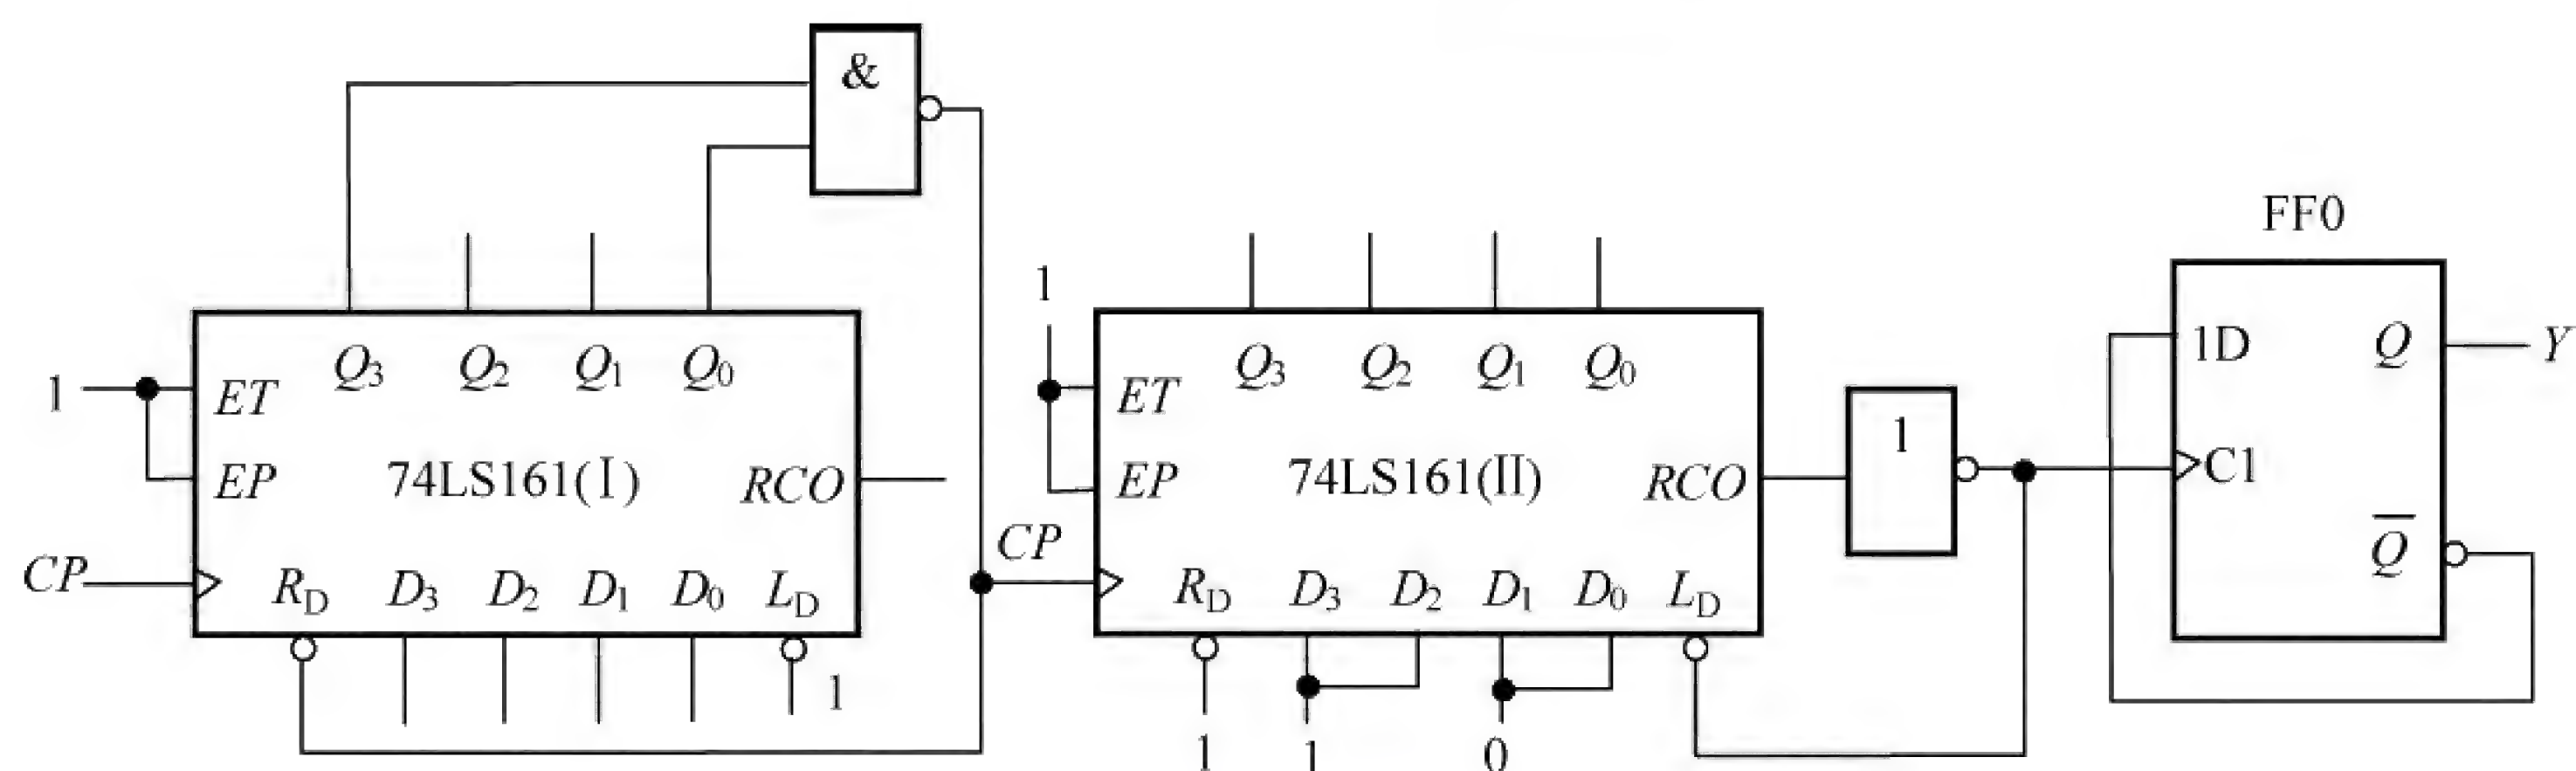 &
FF0
1
Q3 Q2 Q1 Q0
Q3 Q2 Q1 Q0
1D Q Y
1 ET
ET
1
EP 74LS161(Ⅰ) RCO
EP 74LS161(II) RCO
C1
CP
CP
Q
RD D3 D2 D1 D0 LD
RD D3 D2 D1 D0 LD
1
1 1 0